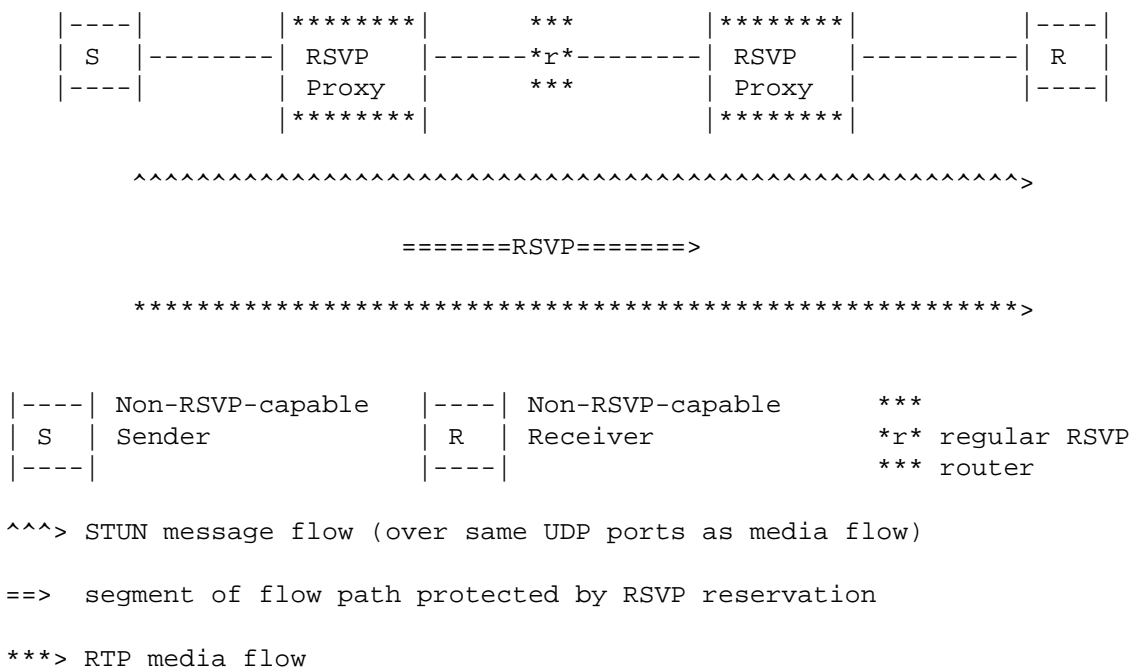 |----|         |********|      ***         |********|          |----|
| S  |--------| RSVP   |------*r*--------| RSVP   |----------| R  |
|----|         | Proxy  |      ***         | Proxy  |          |----|
|********|                  |********|
^^^^^^^^^^^^^^^^^^^^^^^^^^^^^^^^^^^^^^^^^^^^^^^^^^^^^^^^^>
=======RSVP=======>
********************************************************>
|----| Non-RSVP-capable   |----| Non-RSVP-capable      ***
| S  | Sender             | R  | Receiver             *r* regular RSVP
|----|                    |----|                       *** router
^^^> STUN message flow (over same UDP ports as media flow)
==>  segment of flow path protected by RSVP reservation
***> RTP media flow